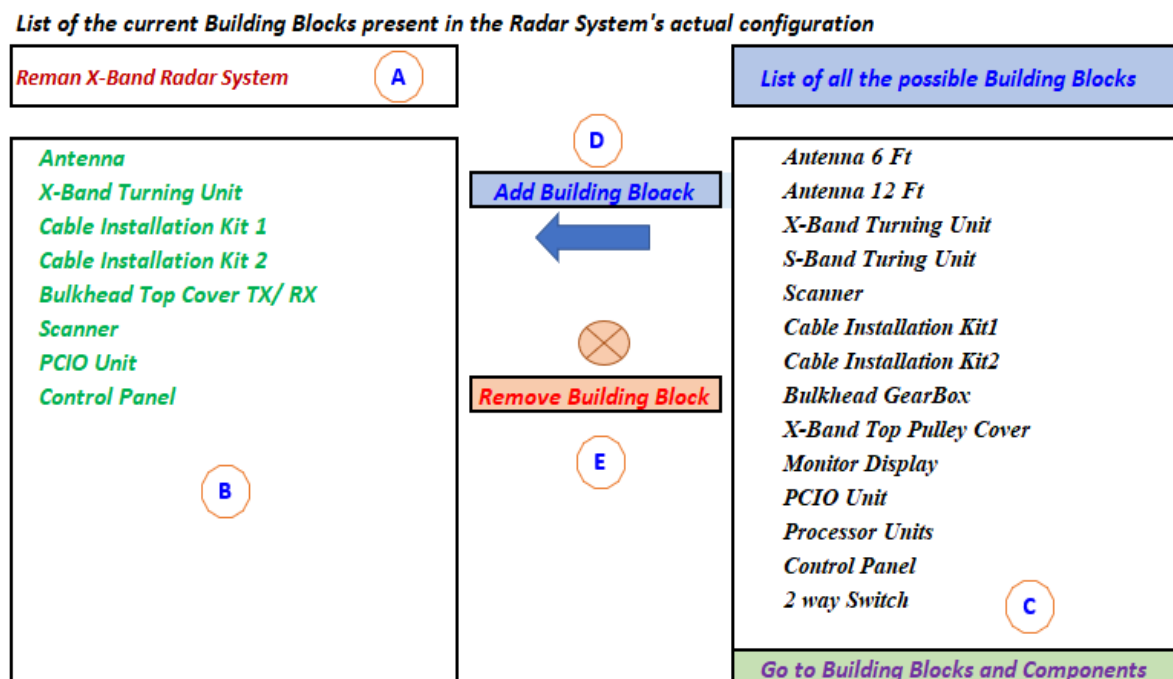 List of the current Building Blocks present in the Radar System's actual configuration
Reman X-Band Radar System
A
List of all the possible Building Blocks
Antenna
X-Band Turning Unit
Cable Installation Kit 1
Cable Installation Kit 2
Bulkhead Top Cover TX/ RX
Scanner
PCIO Unit
Control Panel
B
D
Add Building Bloack
Remove Building Block
E
Antenna 6 Ft
Antenna 12 Ft
X-Band Turning Unit
S-Band Turing Unit
Scanner
Cable Installation Kit1
Cable Installation Kit2
Bulkhead GearBox
X-Band Top Pulley Cover
Monitor Display
PCIO Unit
Processor Units
Control Panel
2 way Switch
C
Go to Building Blocks and Components